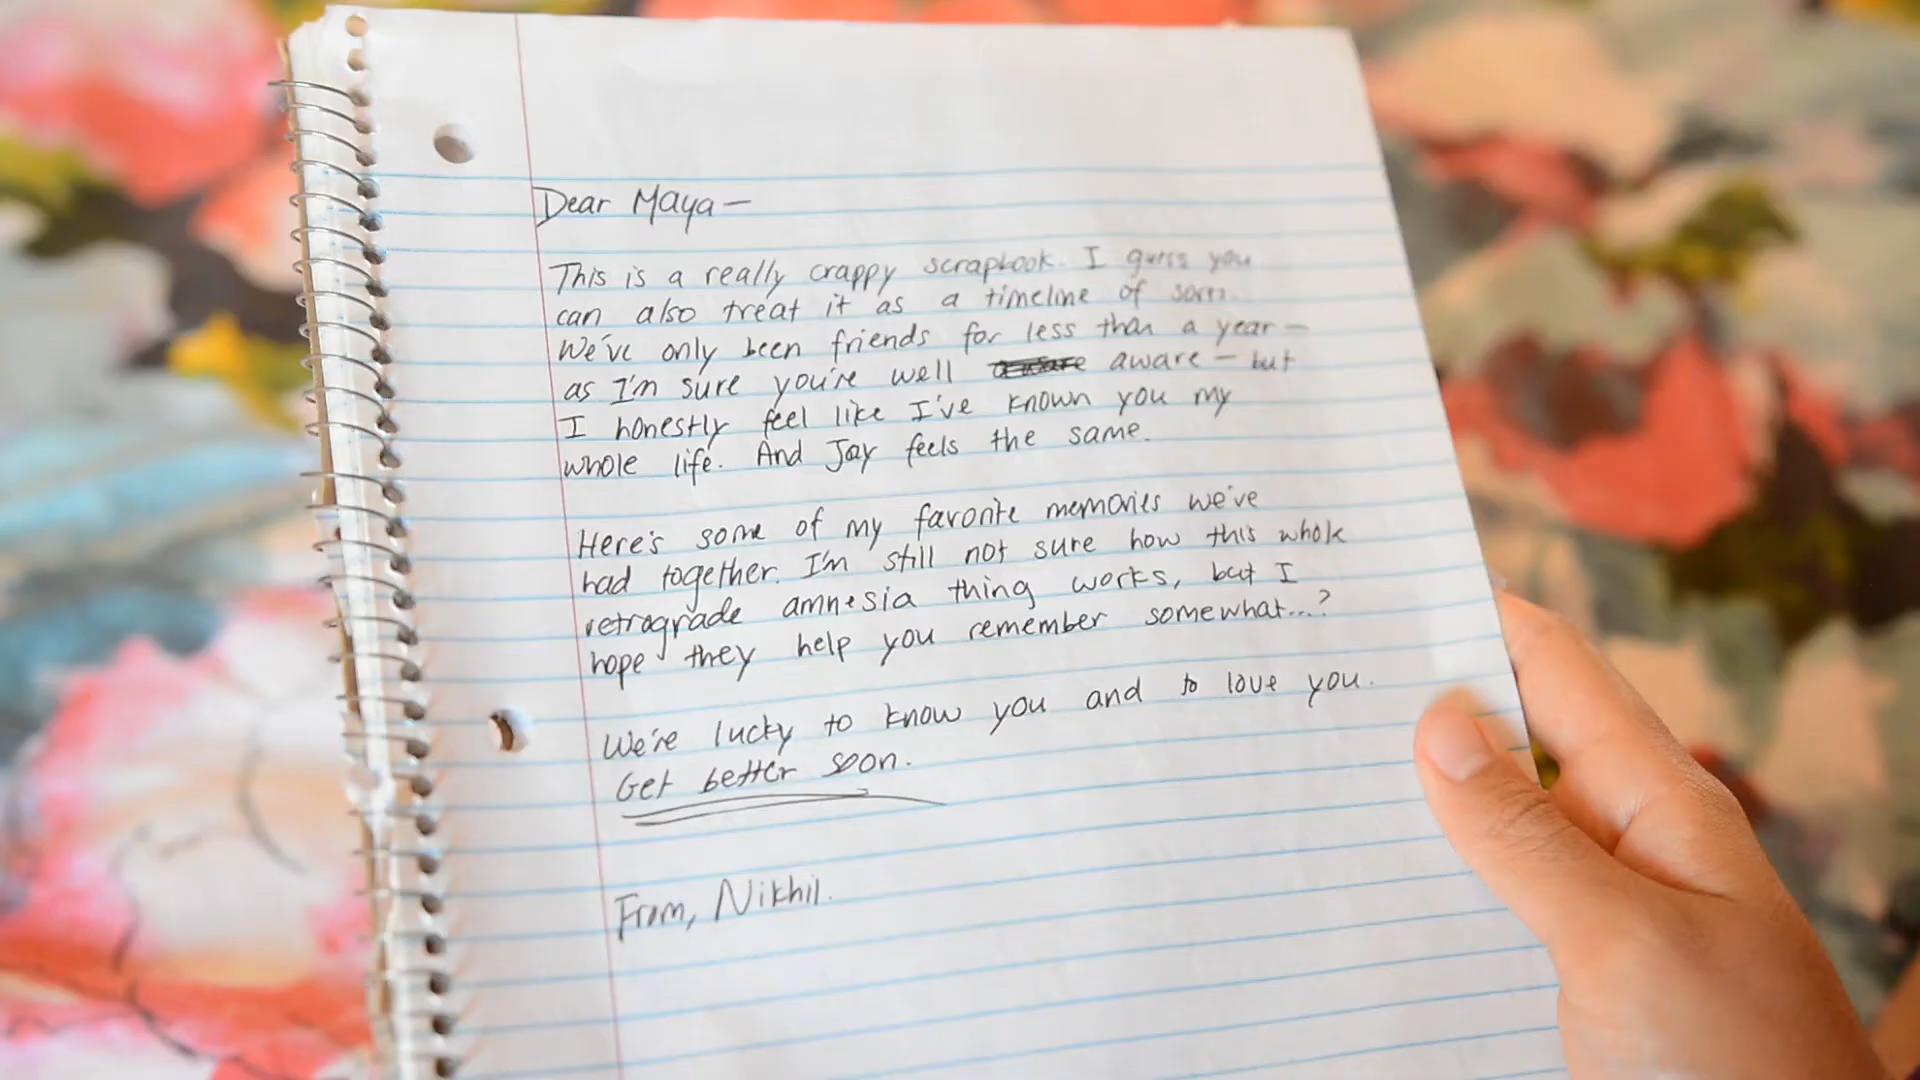 Dear Maya—
This is a really crappy scrapbook. I guess you
can also treat it as a timeline of sorts.
We've only been friends for less than a year—
as I'm sure you're well aware — but
I honestly feel like I've known you my
whole life. And Jay feels the same.
Here's some of my favorite memories we've
had together. I'm still not sure how this whole
retrograde amnesia thing works, but I
hope they help you remember somewhat...?
We're lucky to know you and to love you.
Get better soon.
From, Nikhil.